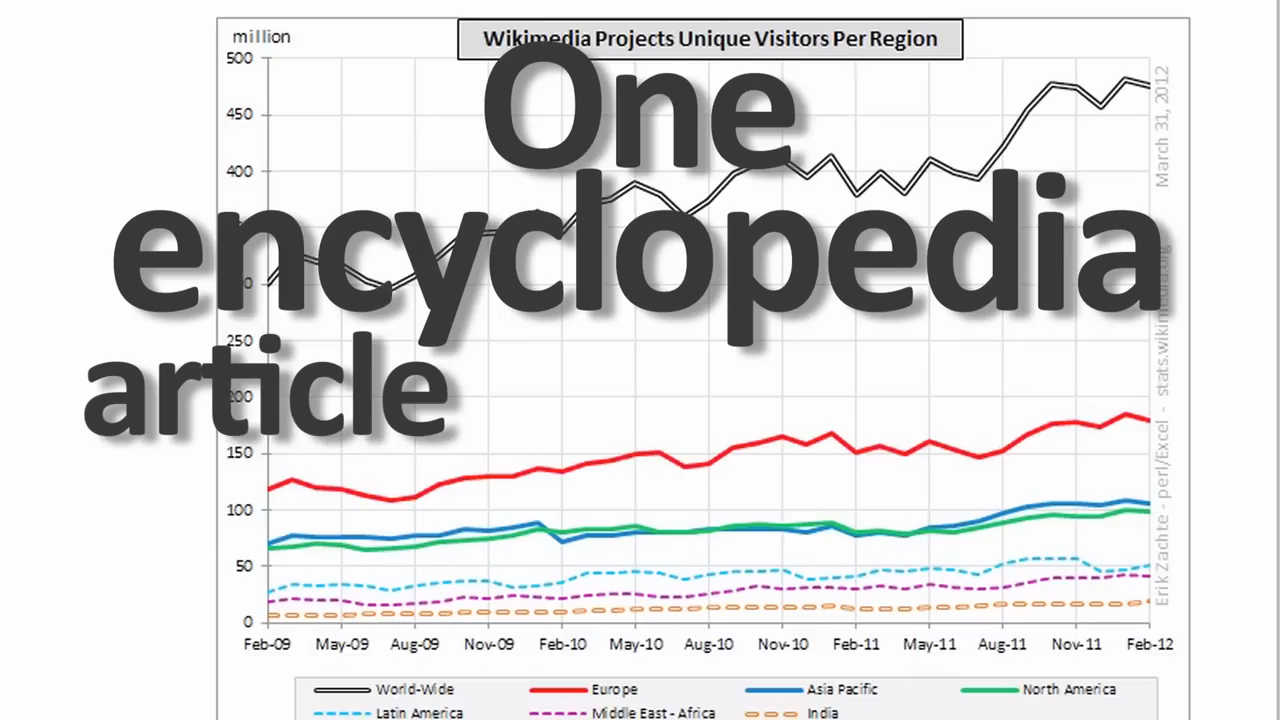 million
Wikimedia Projects Unique Visitors Per Region
One
encyclopedia
article
500
450
400
250
200
150
100
50
0
Feb-09 May-09 Aug-09 Nov-09 Feb-10 May-10 Aug-10 Nov-10 Feb-11 May-11 Aug-11 Nov-11 Feb-12
Erik Zachte - perl/Excel - stats.wikimedia.org March 31, 2012
World-Wide Europe Asia Pacific North America
Latin America Middle East - Africa India